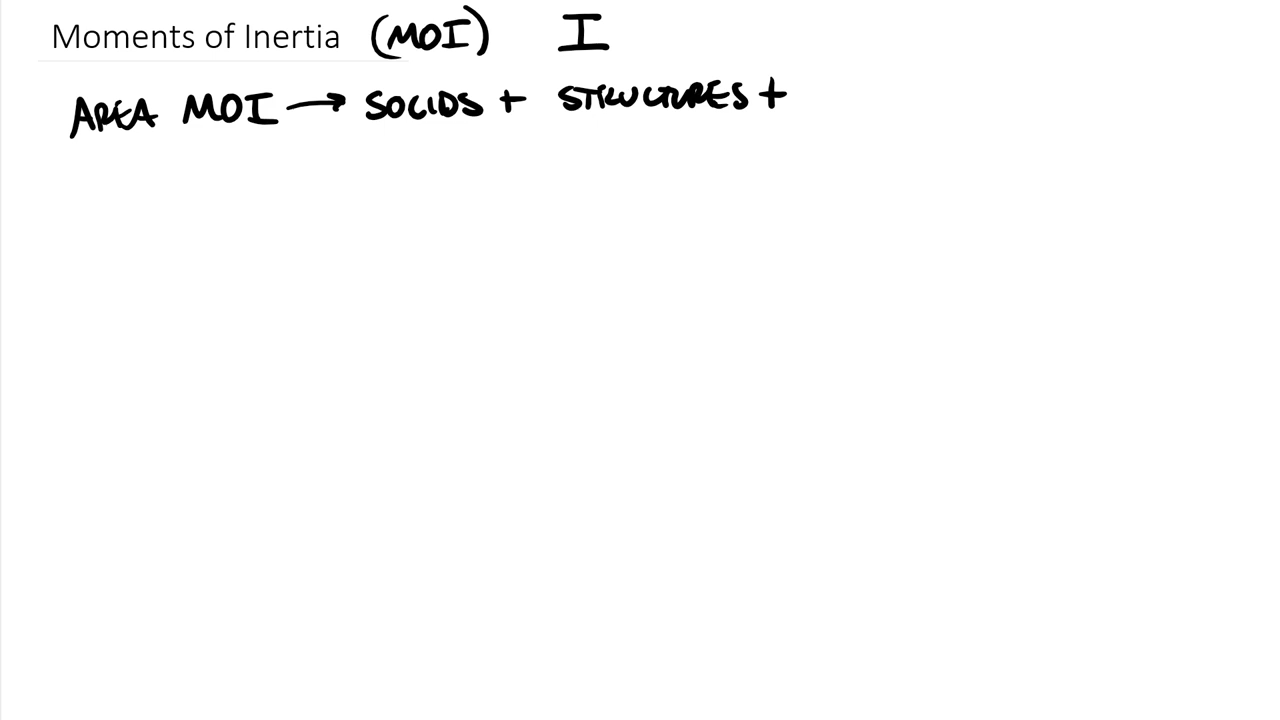 Moments of Inertia (MOI) I
AREA MOI → SOLIDS + STRUCTURES +